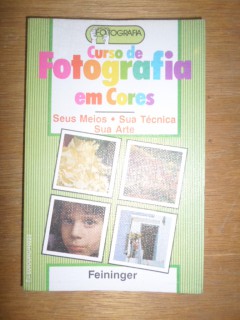 FOTOGRAFIA
Curso de
Fotografia
em Cores
Seus Meios • Sua Técnica
Sua Arte
Feininger